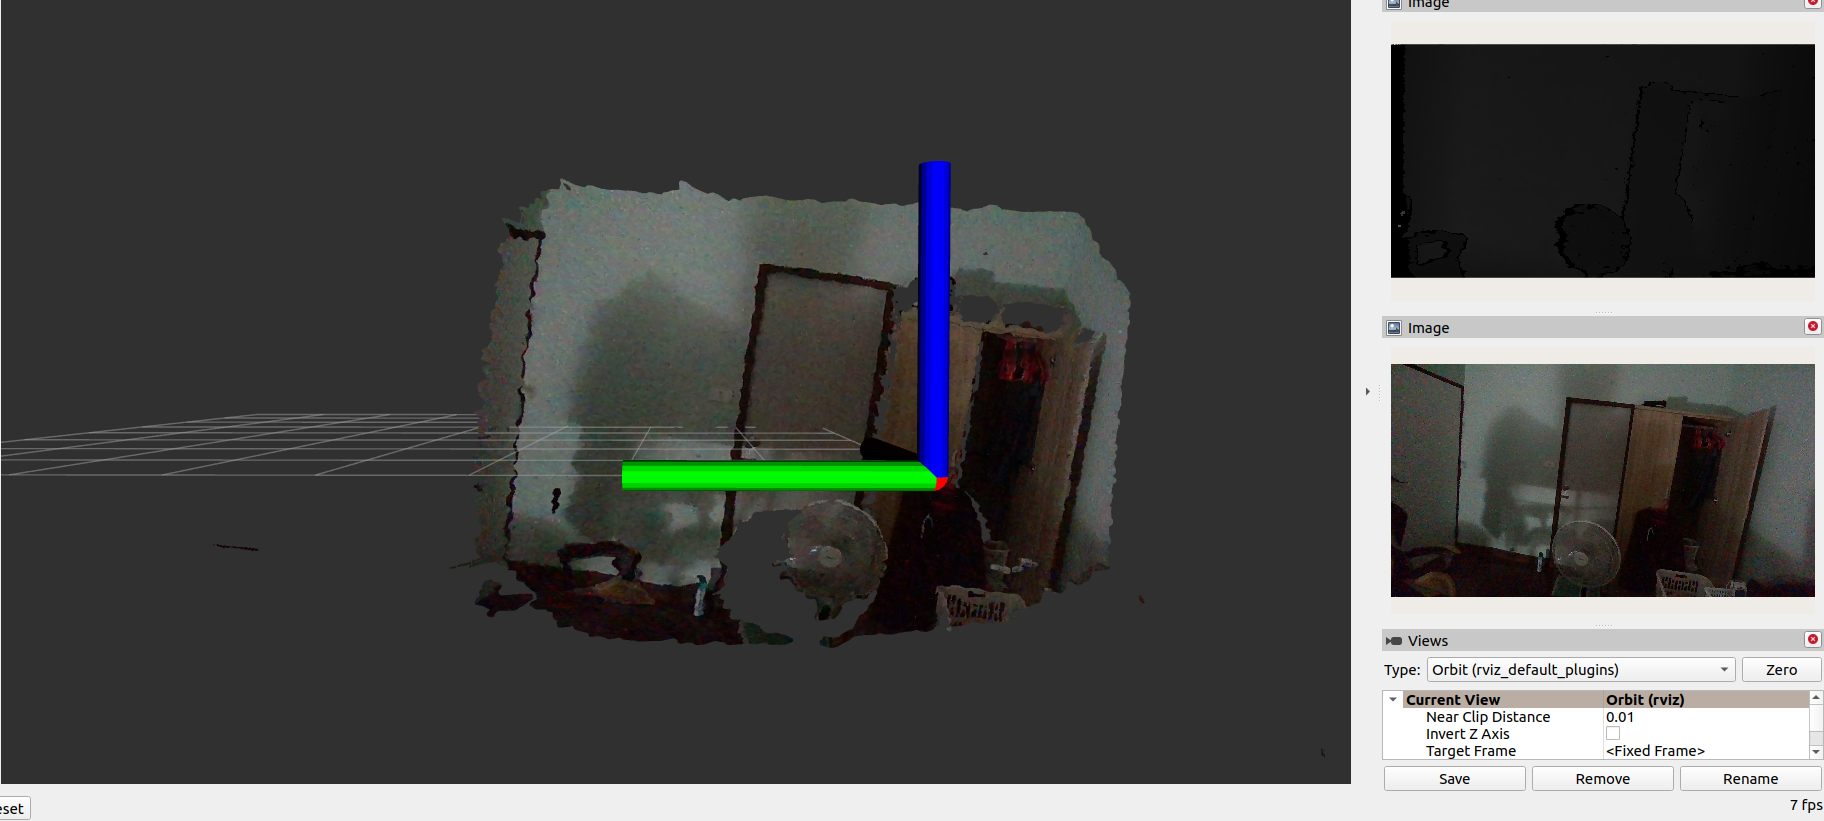 Image
Image
Views
Type: Orbit (rviz_default_plugins) Zero
Current View Orbit (rviz)
Near Clip Distance 0.01
Invert Z Axis
Target Frame <Fixed Frame>
Save Remove Rename
eset
7 fps